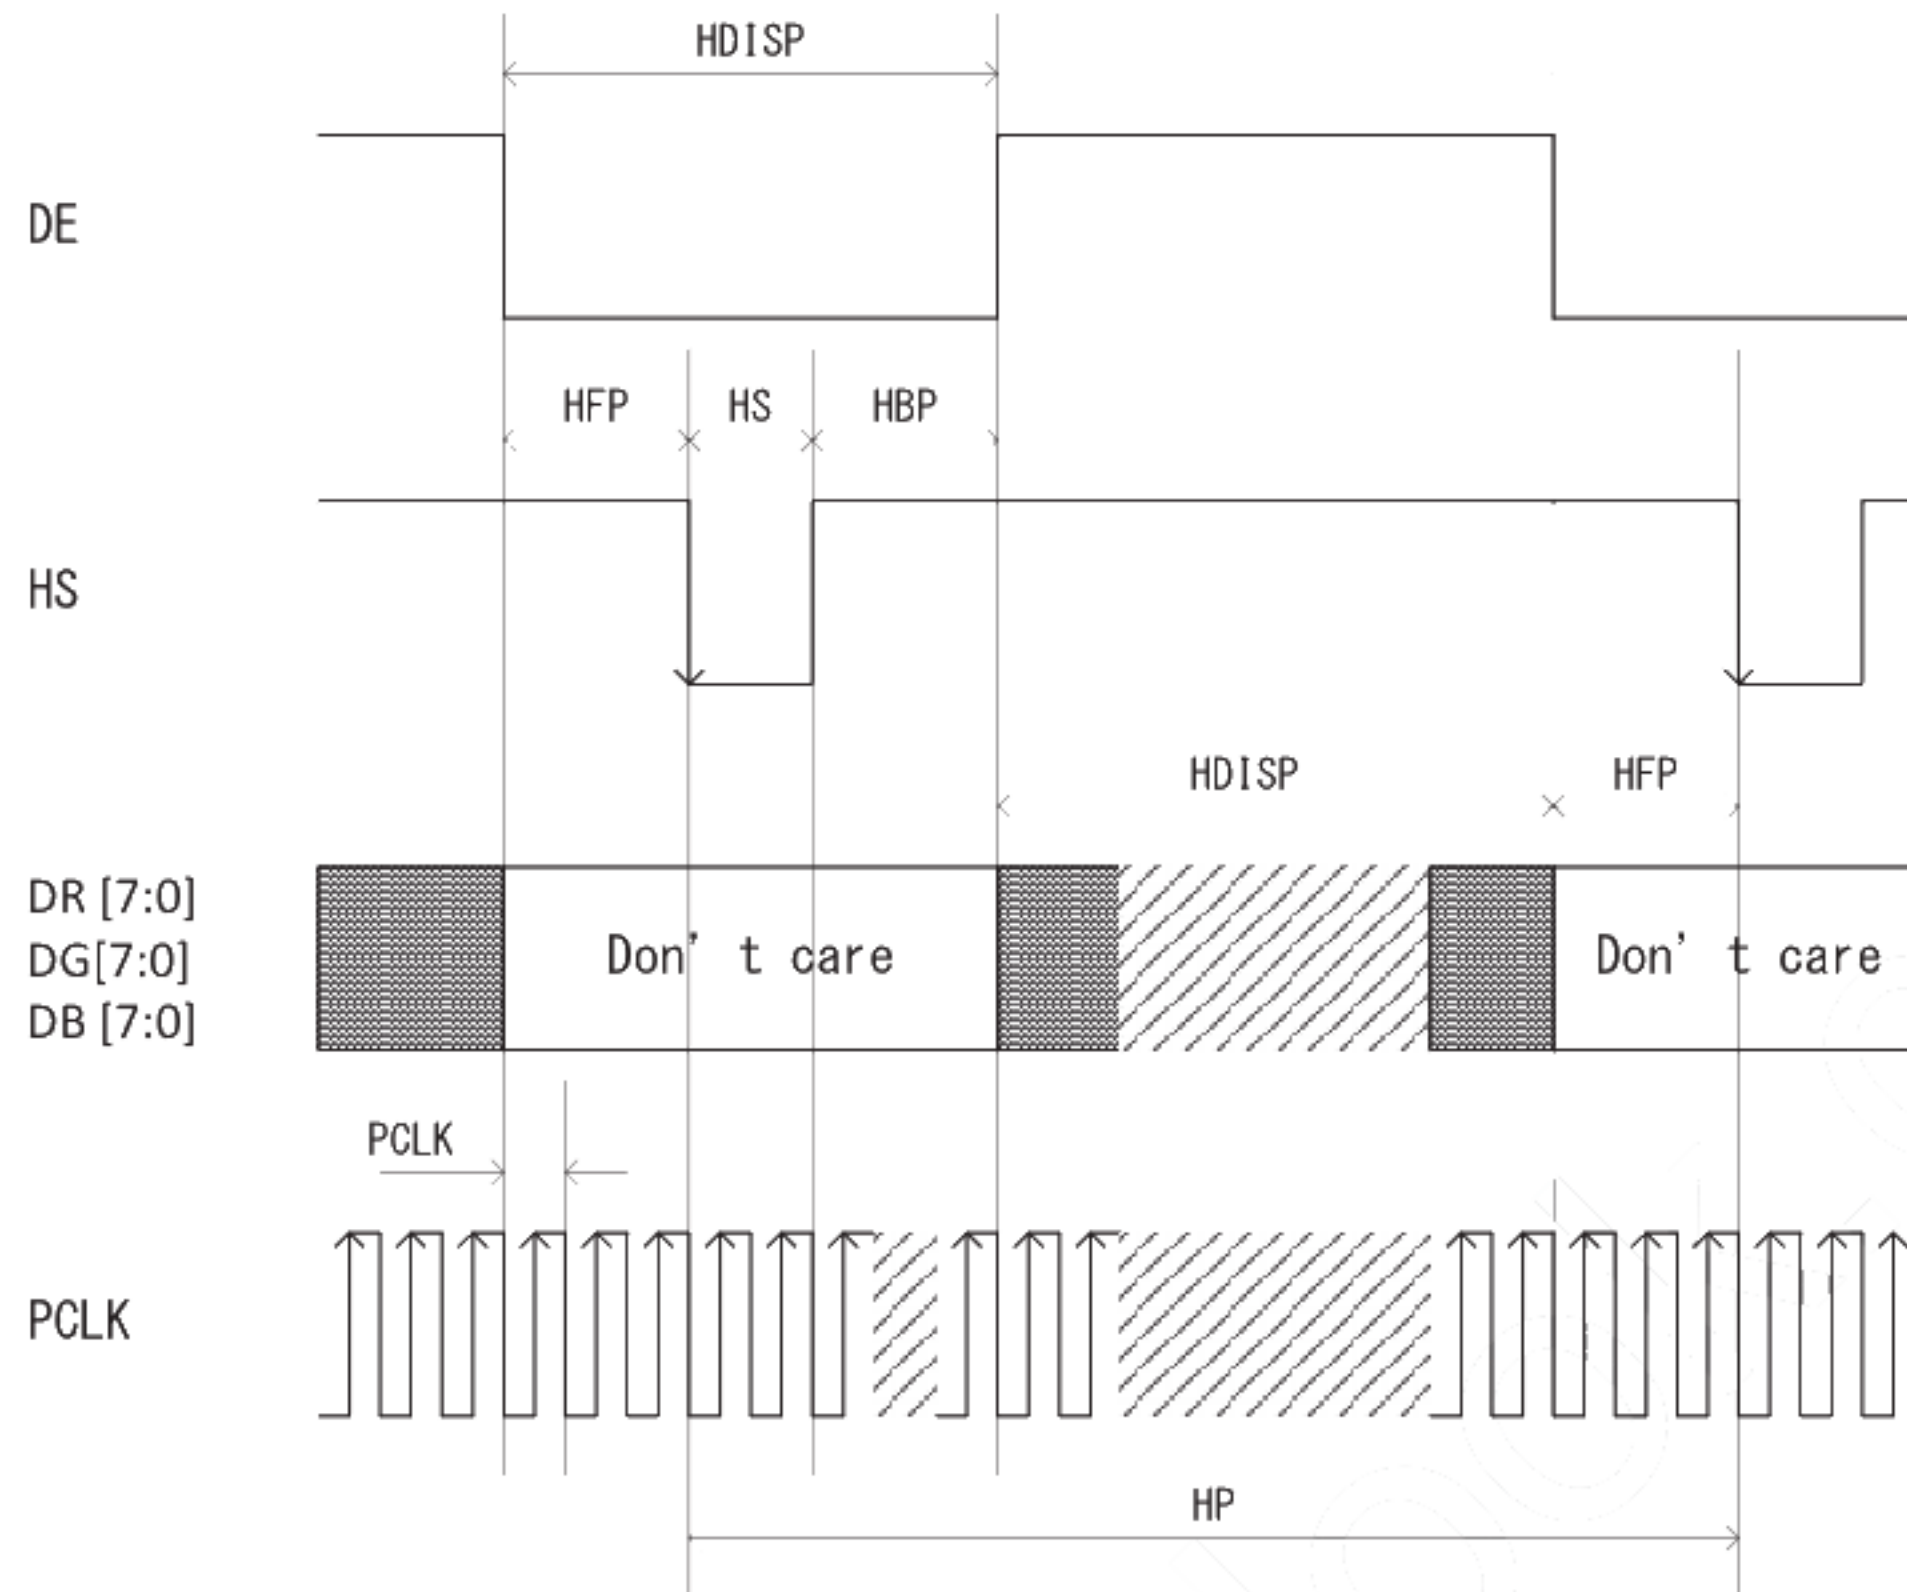 HDISP
DE
HFP HS HBP
HS
HDISP HFP
DR [7:0]
DG[7:0]
DB [7:0]
Don' t care Don' t care
PCLK
PCLK
HP